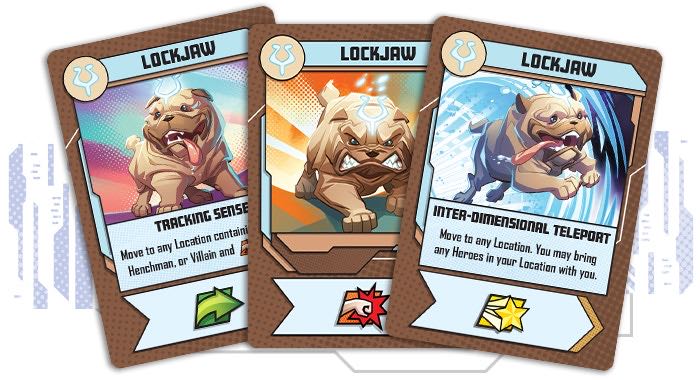 LOCKJAW
TRACKING SENSE
Move to any Location
Henchman, or Villain and
LOCKJAW
LOCKJAW
INTER-DIMENSIONAL TELEPORT
Move to any Location. You may bring
any Heroes in your Location with you.